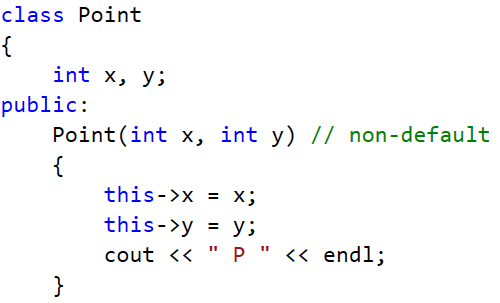 class Point
{
    int x, y;
public:
    Point(int x, int y) // non-default
    {
        this->x = x;
        this->y = y;
        cout << " P " << endl;
    }